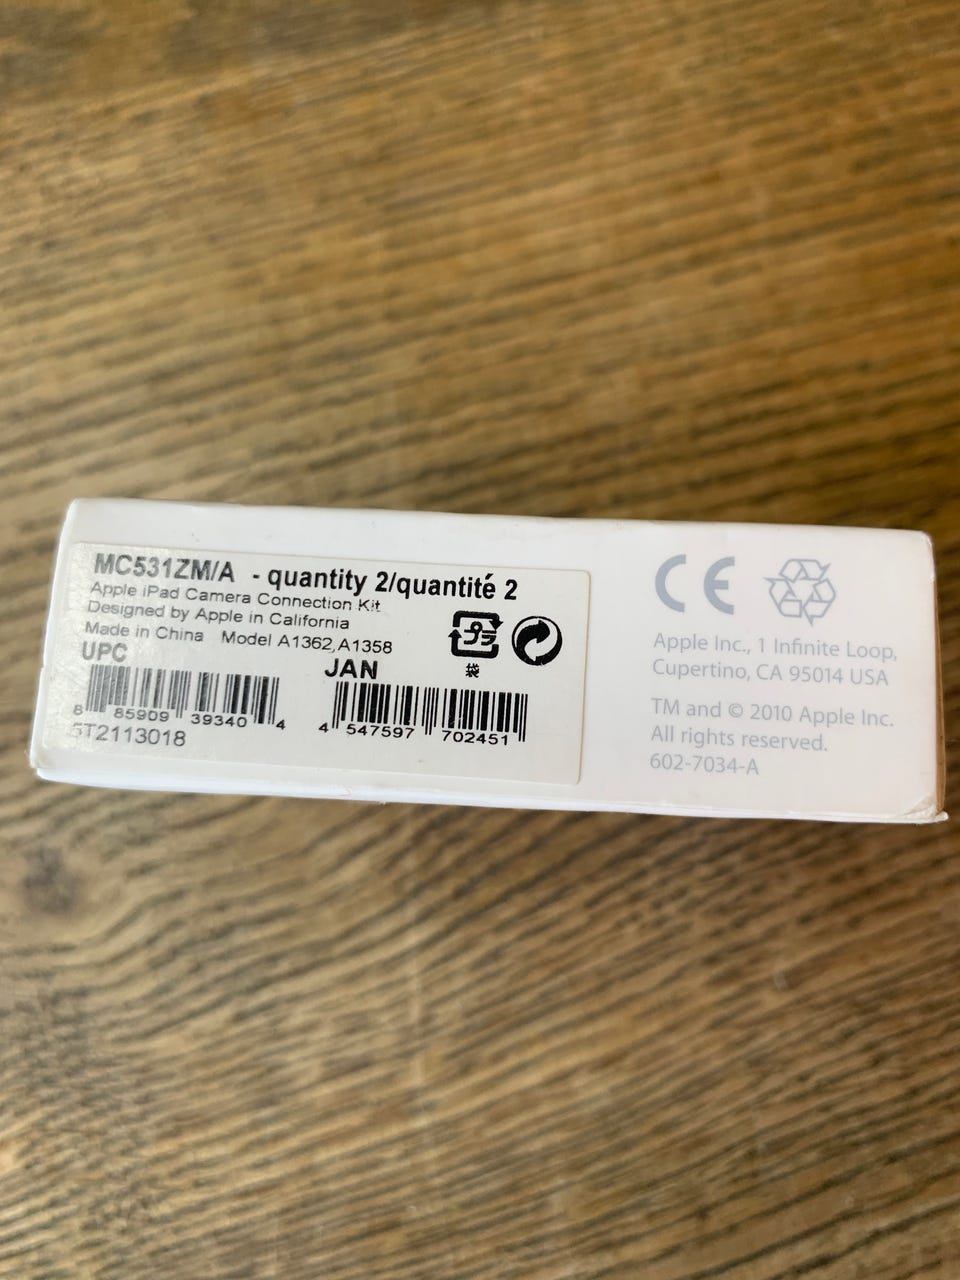 MC531ZM/A - quantity 2/quantité 2
Apple iPad Camera Connection Kit
Designed by Apple in California
Made in China Model A1362,A1358
UPC
8 85909 39340 4
5T2113018
JAN
4 547597 702451
プラ
袋
CE
Apple Inc., 1 Infinite Loop,
Cupertino, CA 95014 USA
TM and © 2010 Apple Inc.
All rights reserved.
602-7034-A